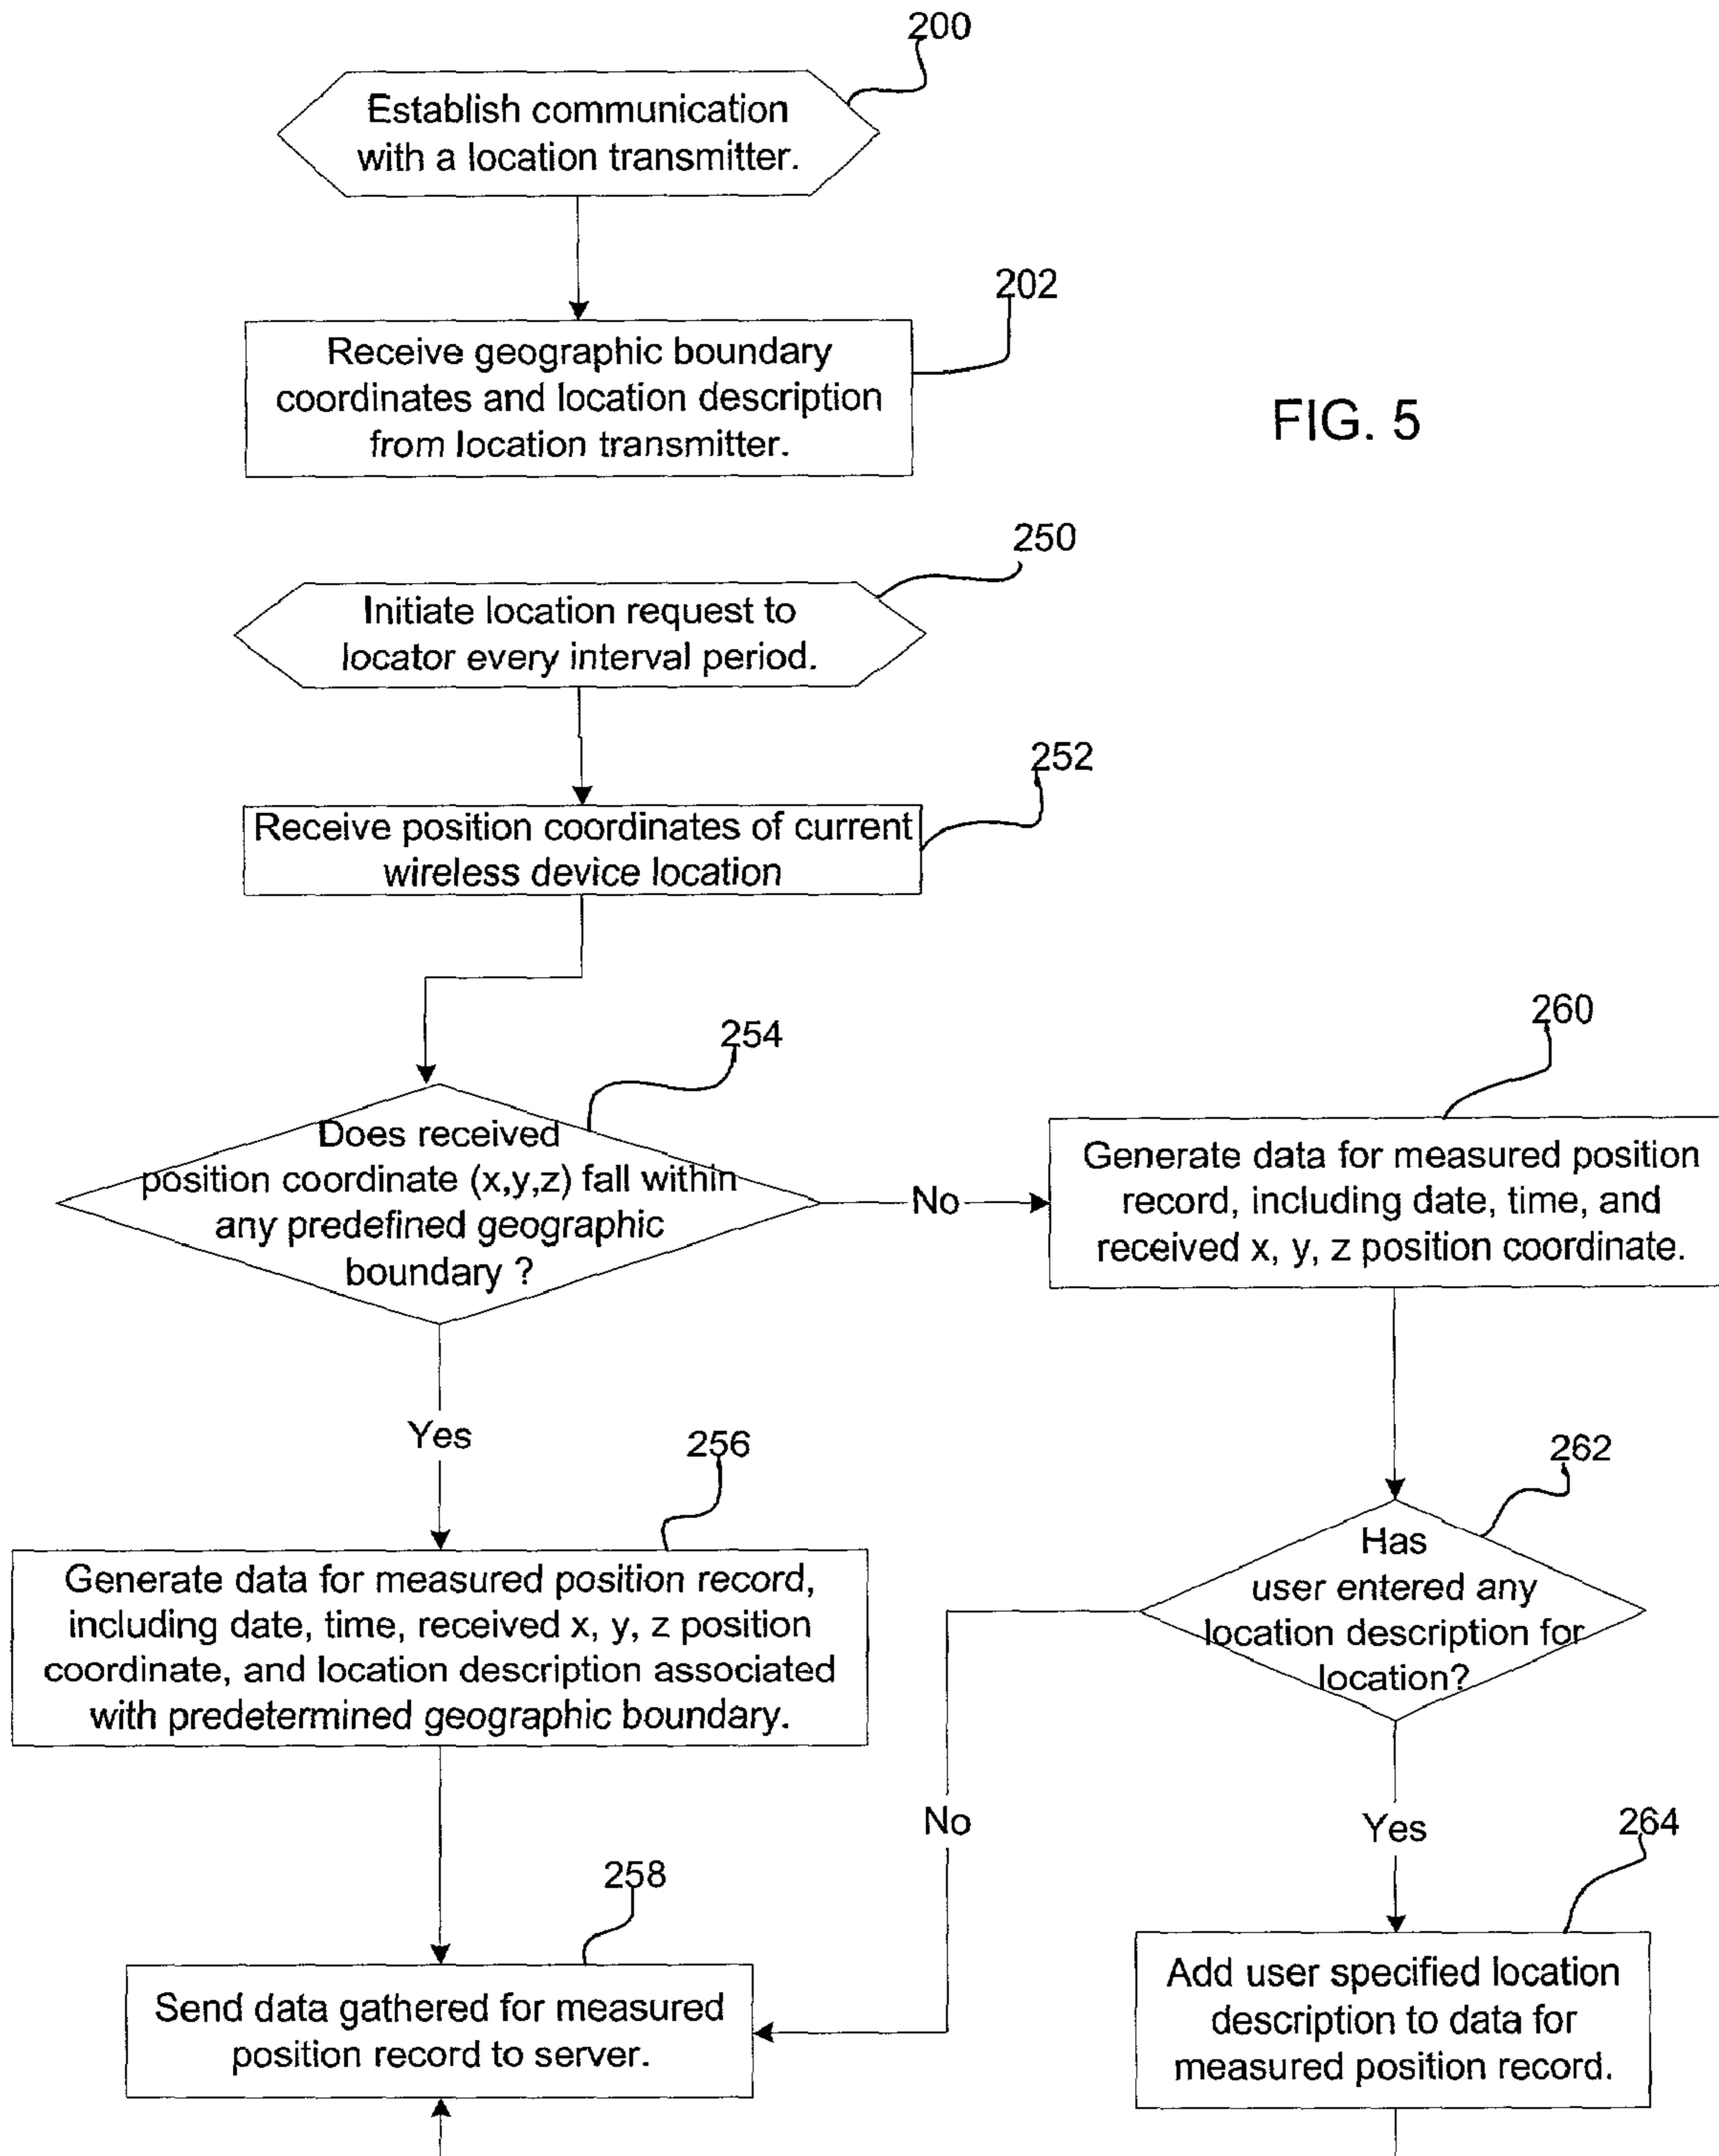 200
Establish communication
with a location transmitter.
202
Receive geographic boundary
coordinates and location description
from location transmitter.
FIG. 5
250
Initiate location request to
locator every interval period.
252
Receive position coordinates of current
wireless device location
254
Does received
position coordinate (x,y,z) fall within
any predefined geographic
boundary ?
No
260
Generate data for measured position
record, including date, time, and
received x, y, z position coordinate.
Yes
256
Generate data for measured position record,
including date, time, received x, y, z position
coordinate, and location description associated
with predetermined geographic boundary.
262
Has
user entered any
location description for
location?
No
Yes
264
258
Send data gathered for measured
position record to server.
Add user specified location
description to data for
measured position record.